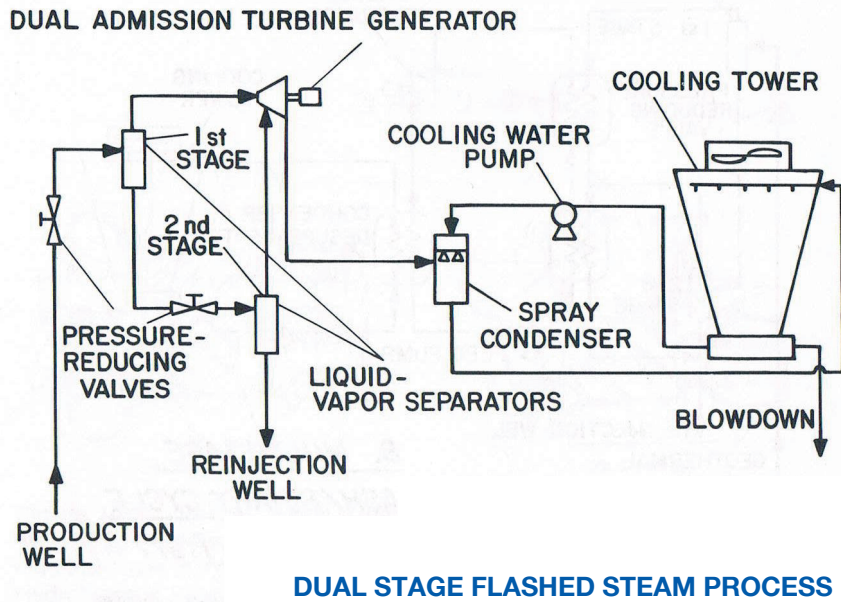 DUAL ADMISSION TURBINE GENERATOR
COOLING TOWER
1st
STAGE
COOLING WATER
PUMP
2nd
STAGE
PRESSURE-
REDUCING
VALVES
LIQUID-
VAPOR SEPARATORS
SPRAY
CONDENSER
BLOWDOWN
REINJECTION
WELL
PRODUCTION
WELL
DUAL STAGE FLASHED STEAM PROCESS